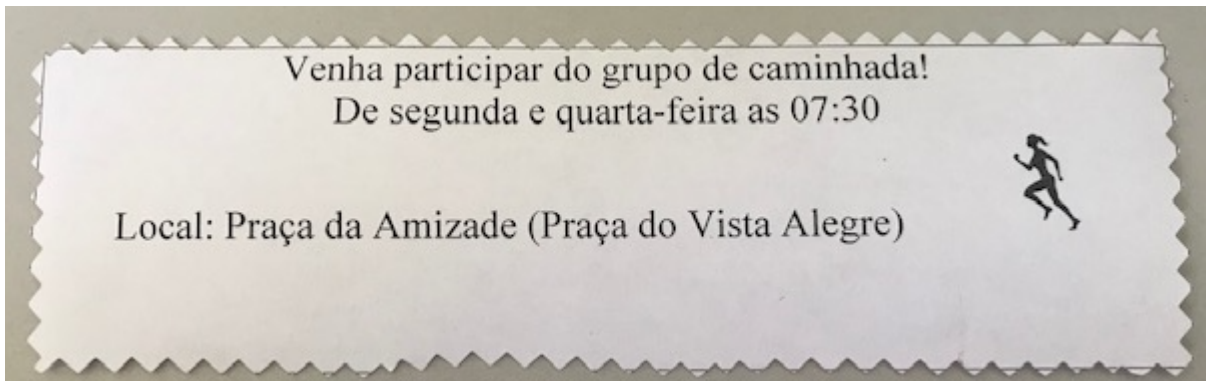 Venha participar do grupo de caminhada!
De segunda e quarta-feira as 07:30
Local: Praça da Amizade (Praça do Vista Alegre)